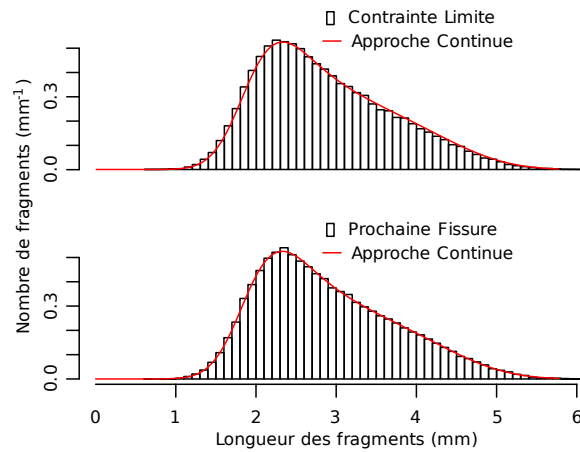 Contrainte Limite
Approche Continue
0.3
0.0
Nombre de fragments (mm⁻¹)
Prochaine Fissure
Approche Continue
0.3
0.0
0 1 2 3 4 5 6
Longueur des fragments (mm)